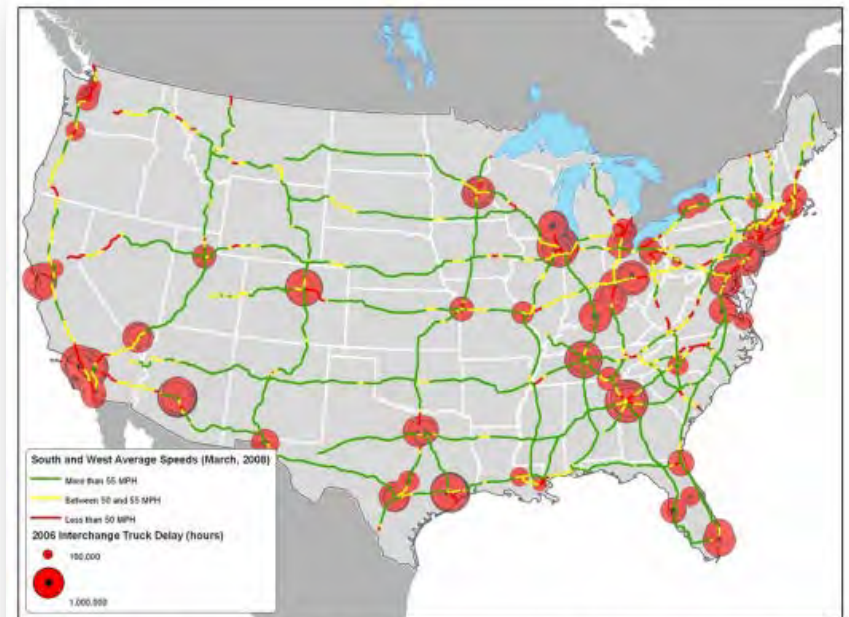 South and West Average Speeds (March, 2008)
More than 55 MPH
Between 50 and 55 MPH
Less than 50 MPH
2006 Interchange Truck Delay (hours)
100,000
1,000,000